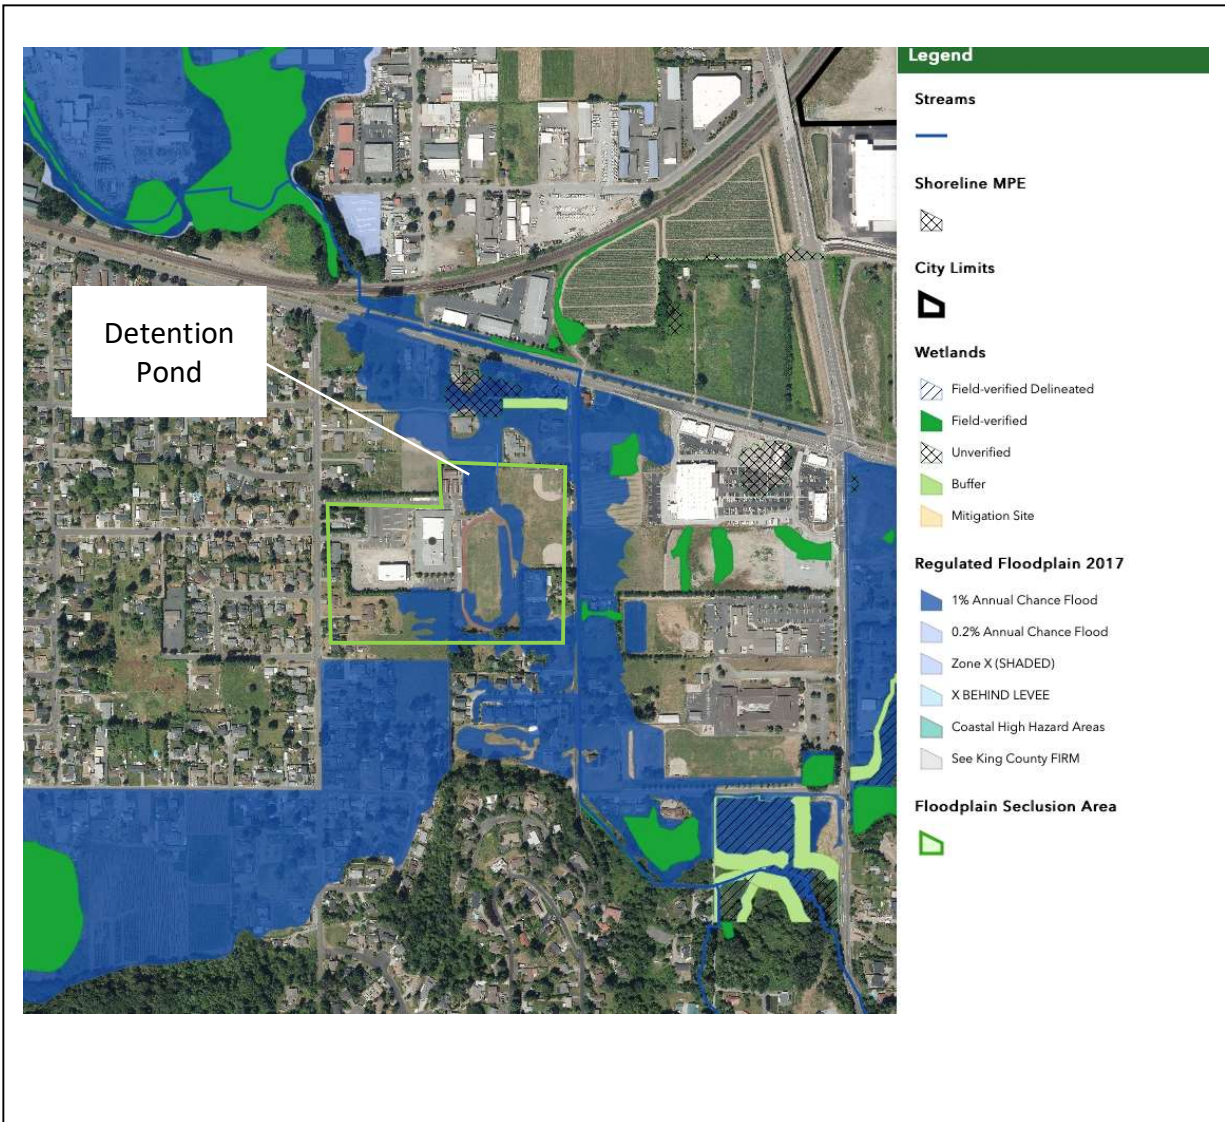 Legend
Streams
Shoreline MPE
City Limits
Wetlands
Field-verified Delineated
Field-verified
Unverified
Buffer
Mitigation Site
Regulated Floodplain 2017
1% Annual Chance Flood
0.2% Annual Chance Flood
Zone X (SHADED)
X BEHIND LEVEE
Coastal High Hazard Areas
See King County FIRM
Floodplain Seclusion Area
Detention
Pond